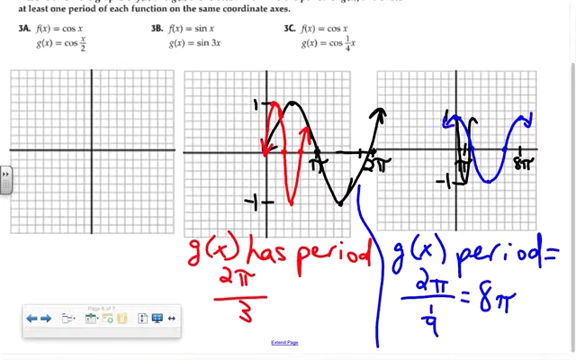 at least one period of each function on the same coordinate axes.
3A. f(x) = cos x
g(x) = cos x/2
3B. f(x) = sin x
g(x) = sin 3x
3C. f(x) = cos x
g(x) = cos 1/4 x
1
-1
π
2π
-1
π
8π
g(x) has period
2π/3
g(x) period =
2π/(1/4) = 8π
Extend Page